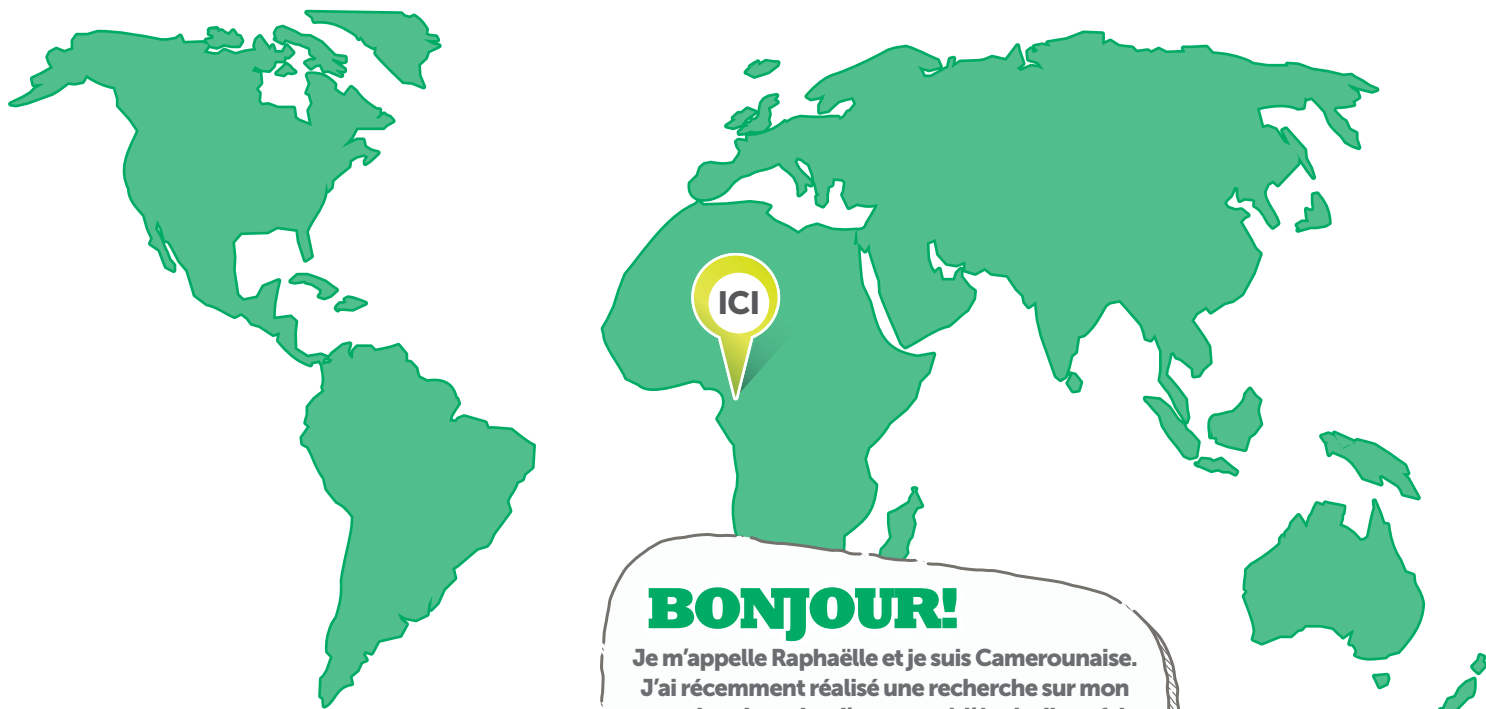 ICI
BONJOUR!
Je m'appelle Raphaëlle et je suis Camerounaise.
J'ai récemment réalisé une recherche sur mon